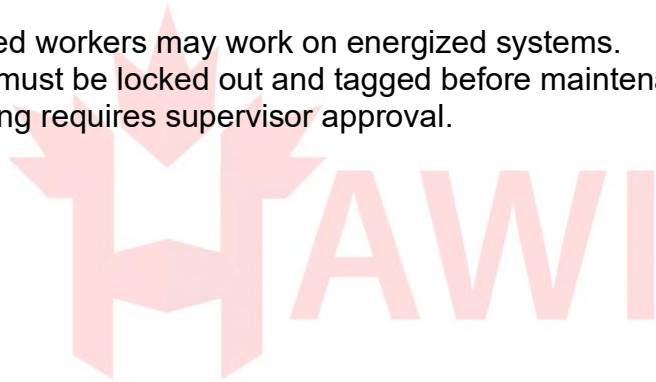 ed workers may work on energized systems.
must be locked out and tagged before maintena
ng requires supervisor approval.
HAWI